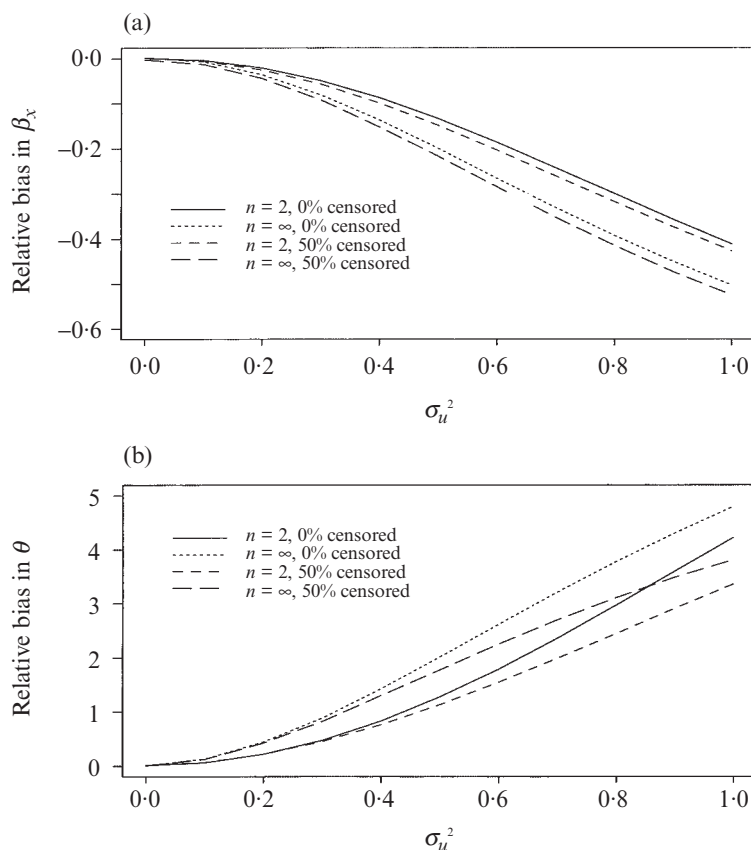 (a)
0·0
−0·2
−0·4
−0·6
Relative bias in βx
n = 2, 0% censored
n = ∞, 0% censored
n = 2, 50% censored
n = ∞, 50% censored
0·0 0·2 0·4 0·6 0·8 1·0
σu²
(b)
5
4
3
2
1
0
Relative bias in θ
n = 2, 0% censored
n = ∞, 0% censored
n = 2, 50% censored
n = ∞, 50% censored
0·0 0·2 0·4 0·6 0·8 1·0
σu²